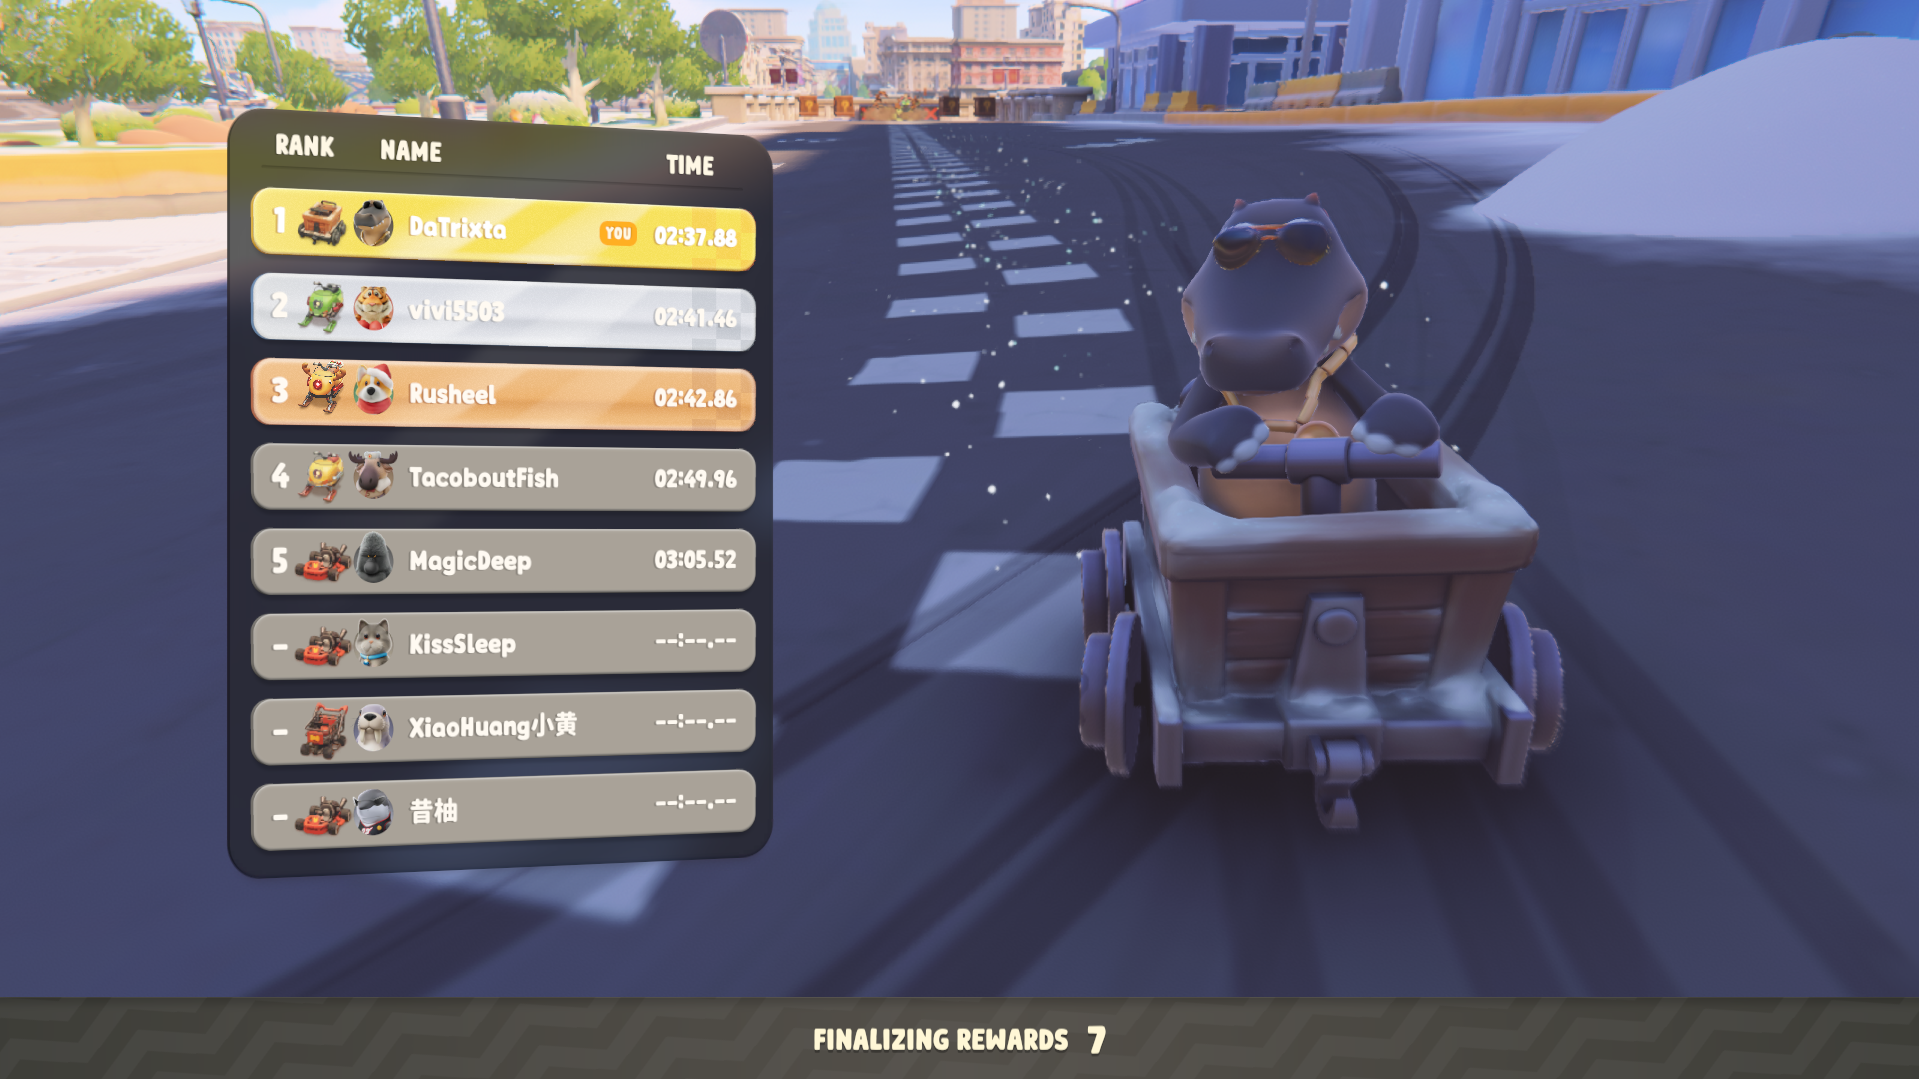 RANK NAME TIME
1 DaTrixta YOU 02:37.88
2 vivi5503 02:41.46
3 Rusheel 02:42.86
4 TacoboutFish 02:49.96
5 MagicDeep 03:05.52
- KissSleep --:--.--
- XiaoHuang小黄 --:--.--
- 昔柚 --:--.--
FINALIZING REWARDS 7